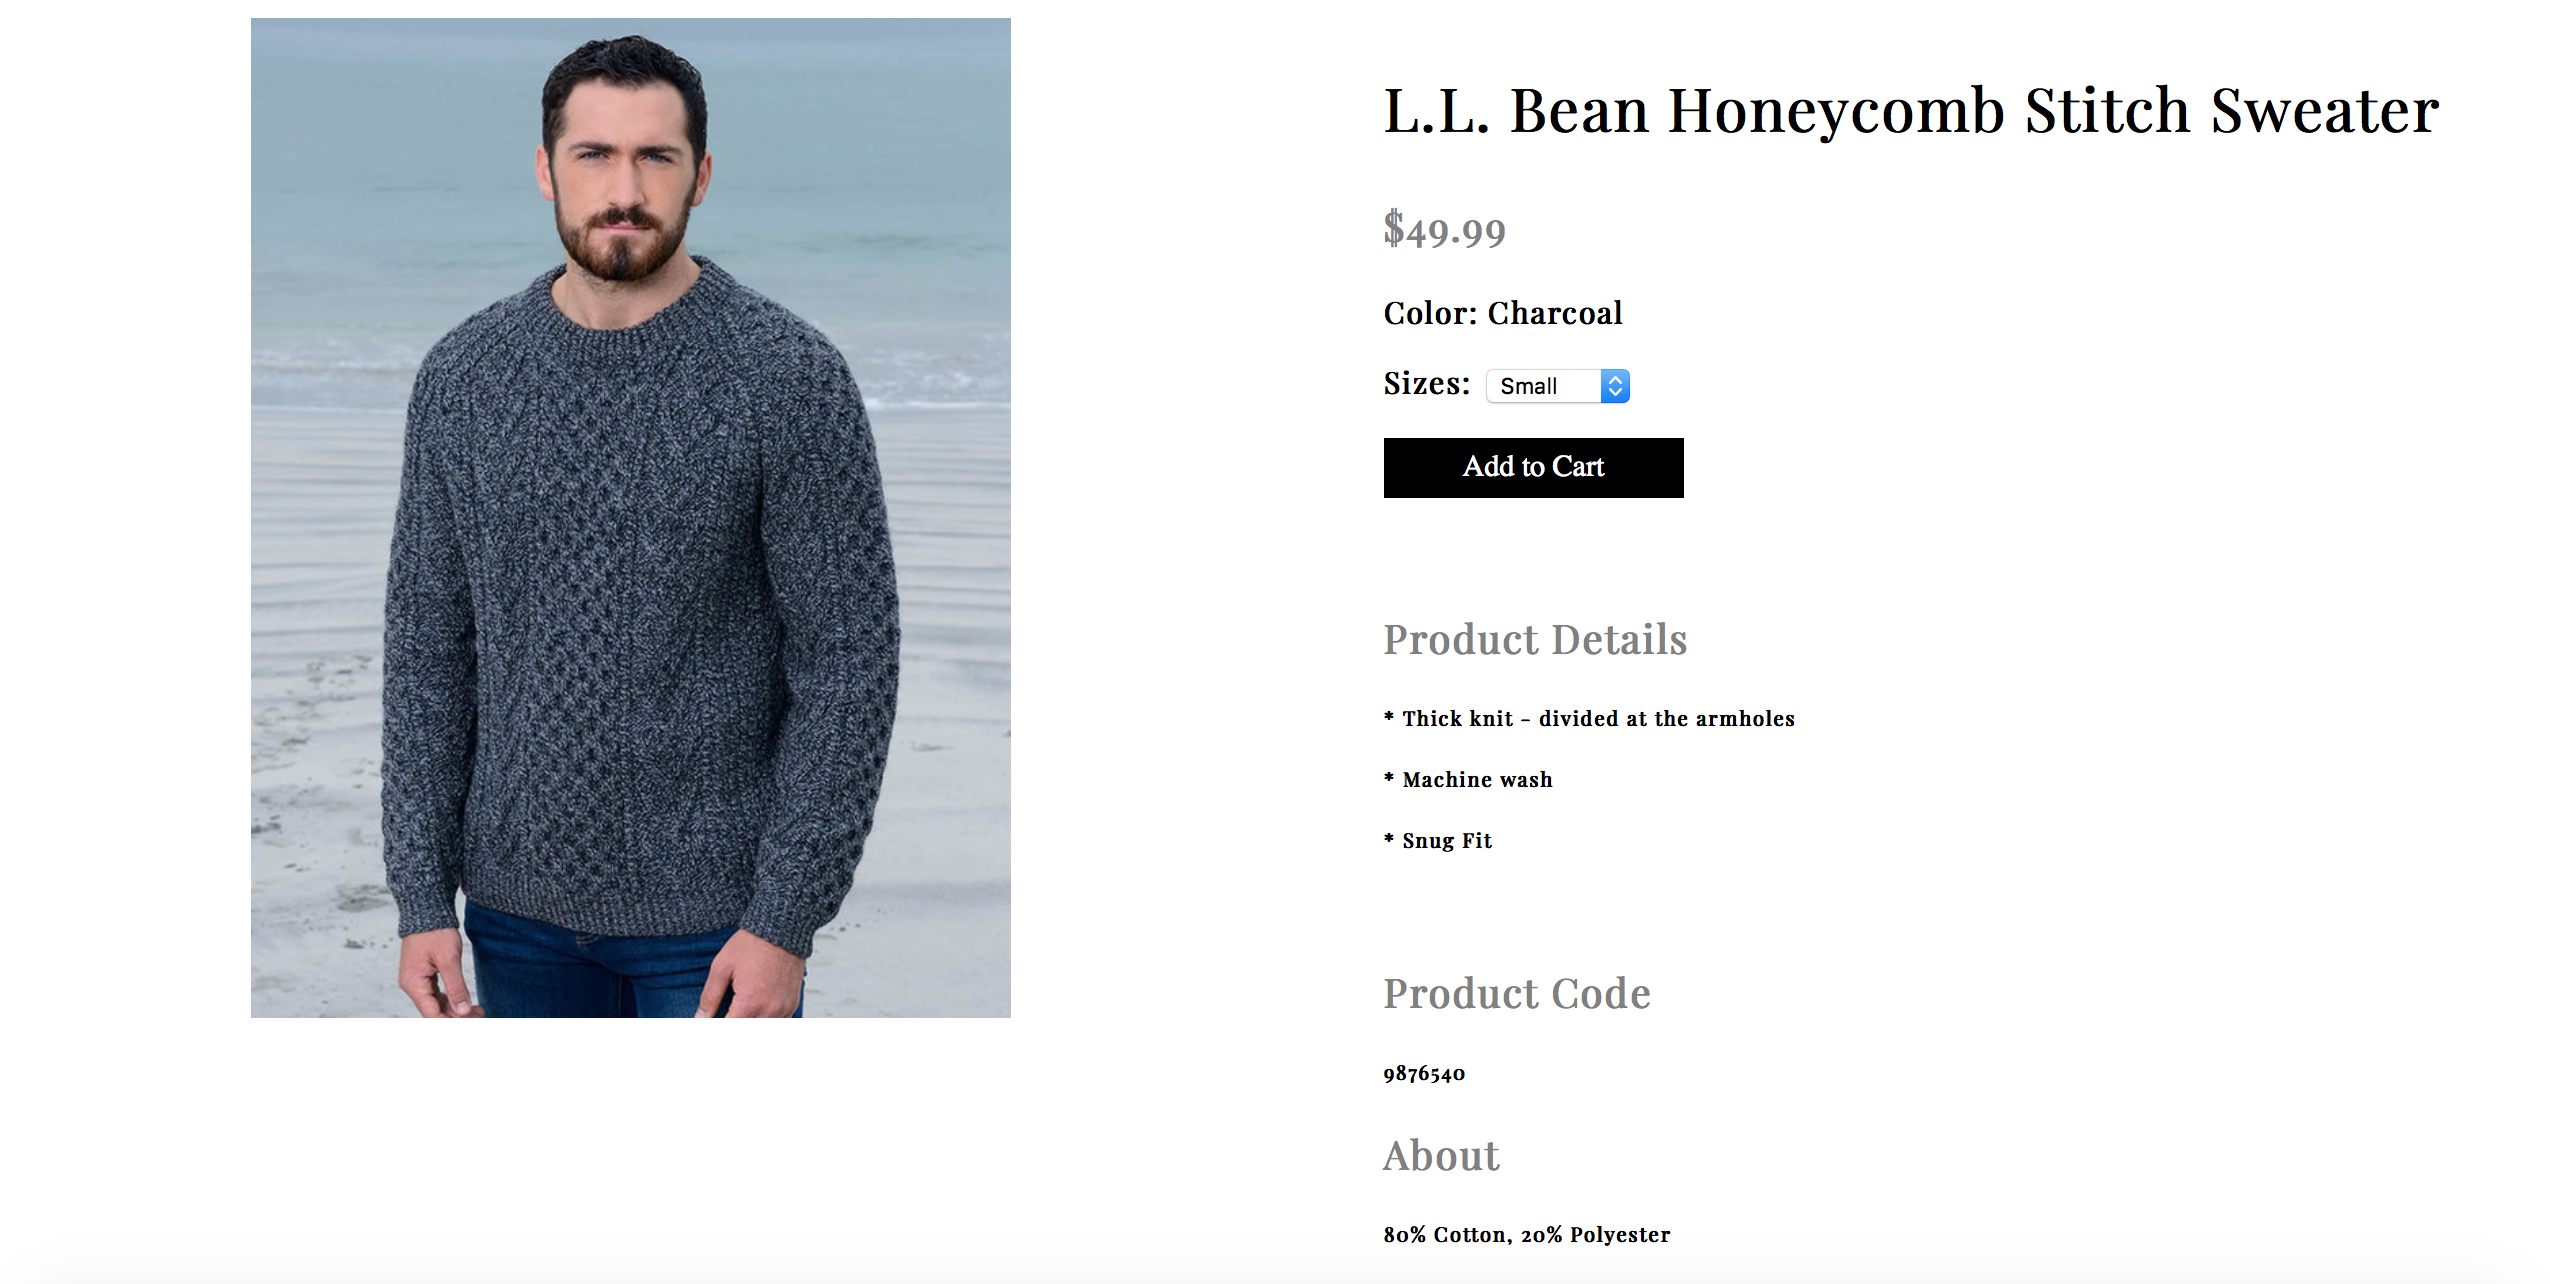 L.L. Bean Honeycomb Stitch Sweater
$49.99
Color: Charcoal
Sizes: Small
Add to Cart
Product Details
* Thick knit - divided at the armholes
* Machine wash
* Snug Fit
Product Code
9876540
About
80% Cotton, 20% Polyester